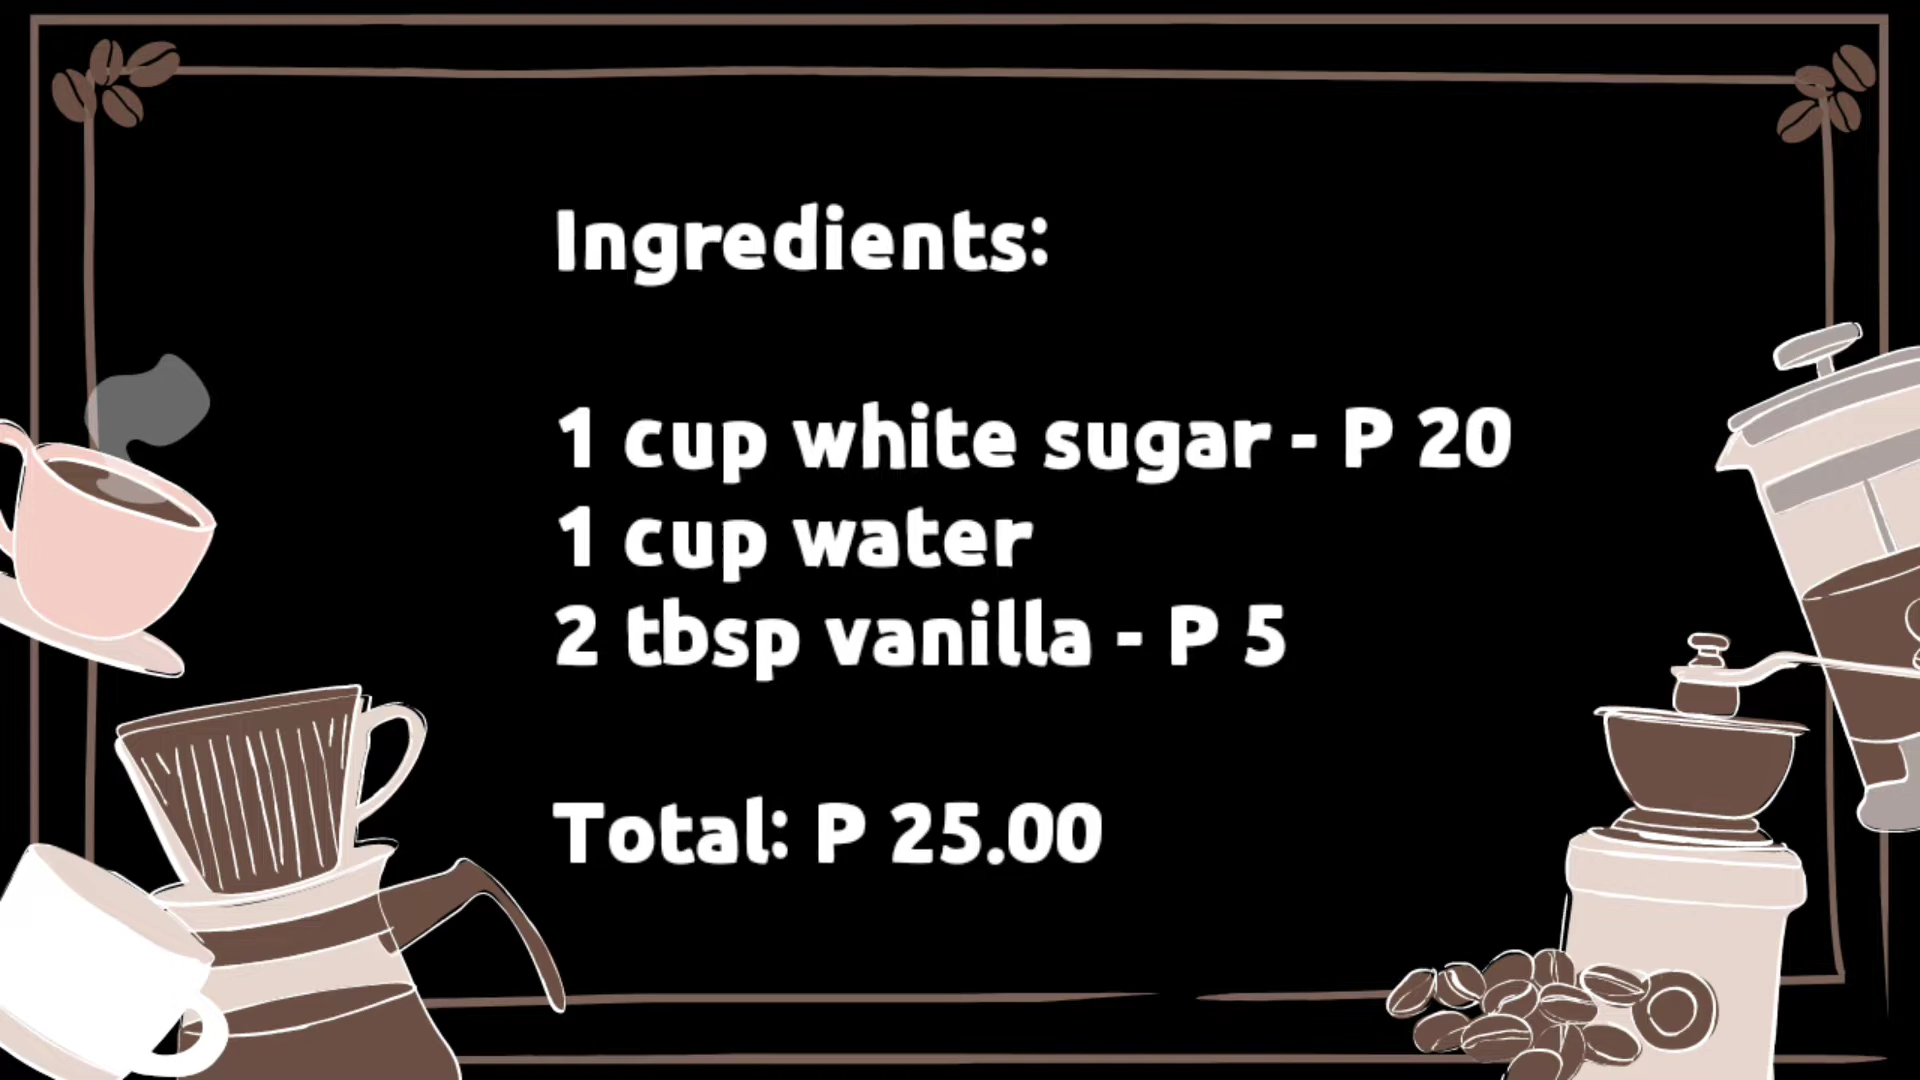 Ingredients:
1 cup white sugar - P 20
1 cup water
2 tbsp vanilla - P 5
Total: P 25.00